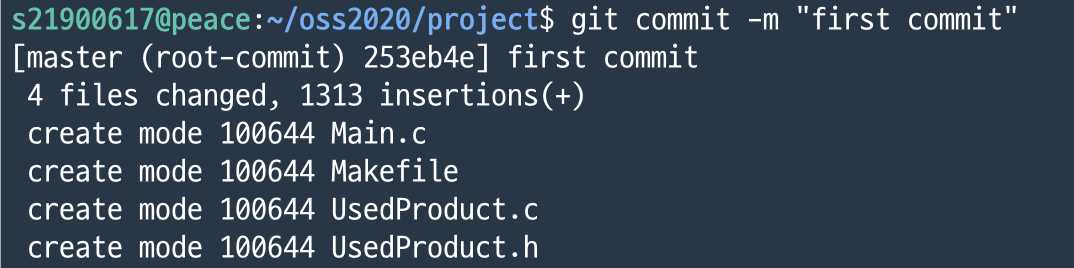 s21900617@peace:~/oss2020/project$ git commit -m "first commit"
[master (root-commit) 253eb4e] first commit
 4 files changed, 1313 insertions(+)
 create mode 100644 Main.c
 create mode 100644 Makefile
 create mode 100644 UsedProduct.c
 create mode 100644 UsedProduct.h